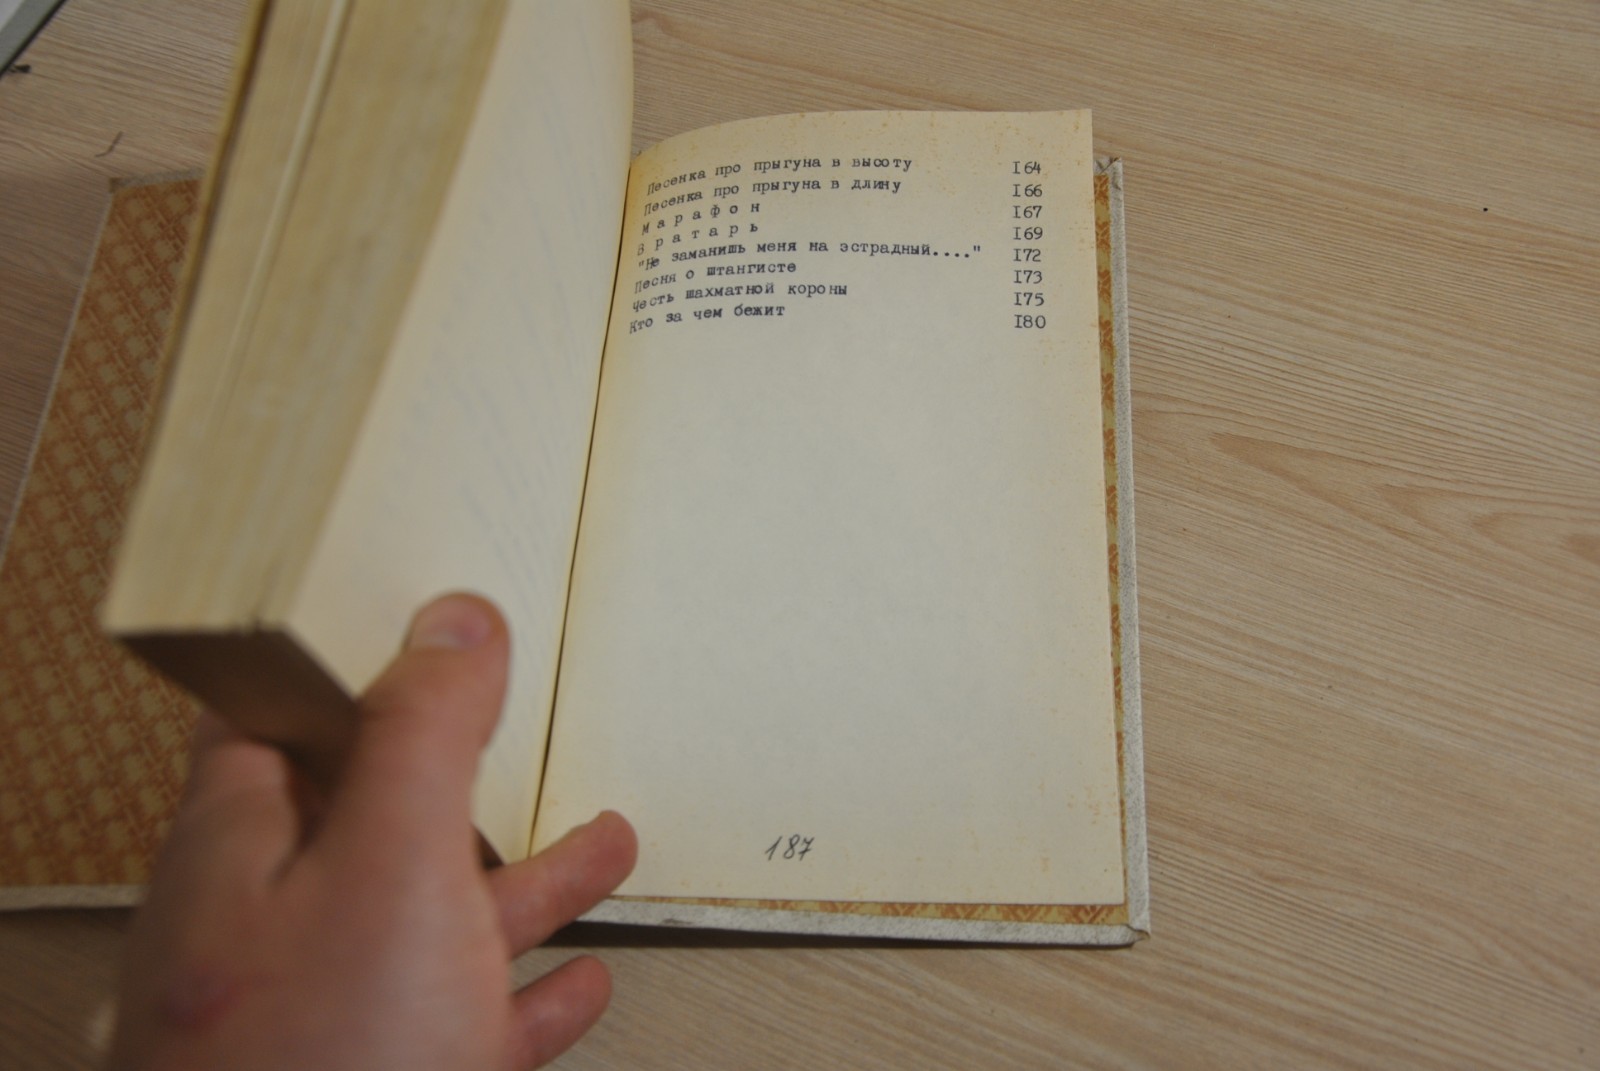 Песенка про прыгуна в высоту I64
Песенка про прыгуна в длину I66
М а р а ф о н I67
В р а т а р ь I69
"Не заманишь меня на эстрадный...." I72
Песня о штангисте I73
Честь шахматной короны I75
Кто за чем бежит I80
187